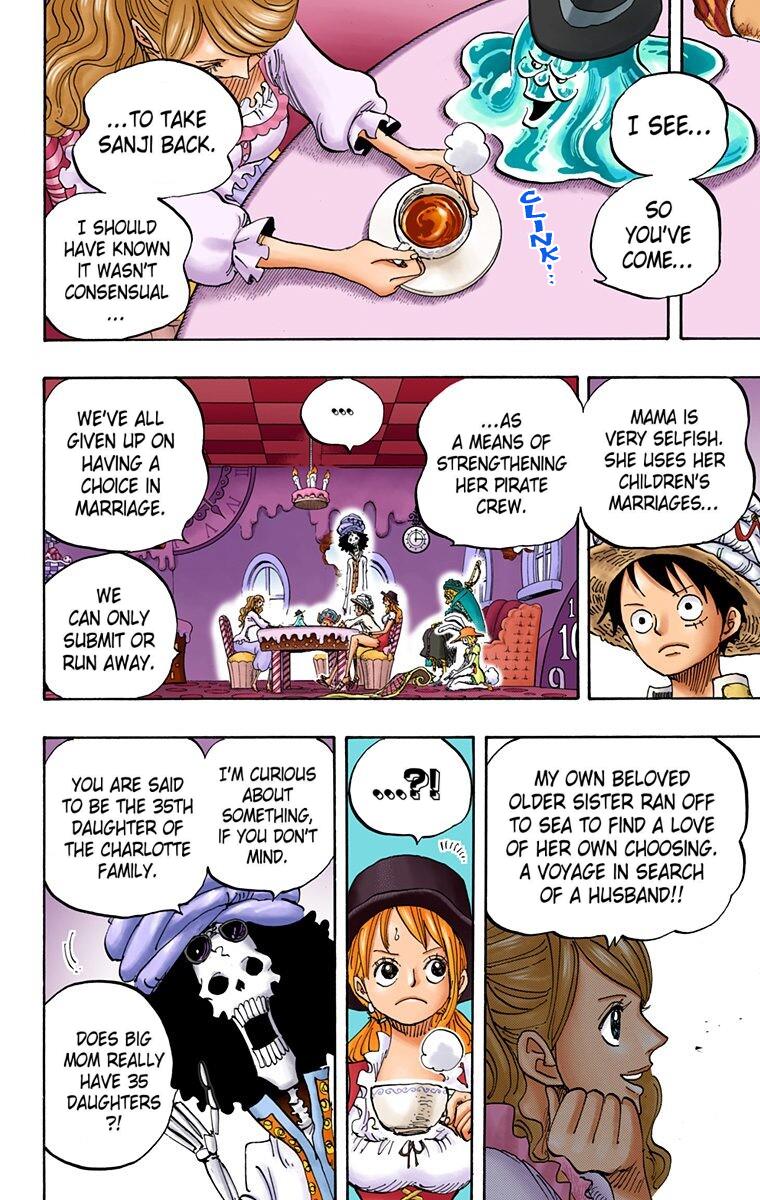 I SEE...
SO
YOU'VE
COME...
...TO TAKE
SANJI BACK.
I SHOULD
HAVE KNOWN
IT WASN'T
CONSENSUAL
...
CLINK!..
MAMA IS
VERY SELFISH.
SHE USES HER
CHILDREN'S
MARRIAGES...
...AS
A MEANS OF
STRENGTHENING
HER PIRATE
CREW.
...
WE'VE ALL
GIVEN UP ON
HAVING A
CHOICE IN
MARRIAGE.
WE
CAN ONLY
SUBMIT OR
RUN AWAY.
1
10
9
MY OWN BELOVED
OLDER SISTER RAN OFF
TO SEA TO FIND A LOVE
OF HER OWN CHOOSING.
A VOYAGE IN SEARCH
OF A HUSBAND!!
...?!
I'M CURIOUS
ABOUT
SOMETHING,
IF YOU DON'T
MIND.
YOU ARE SAID
TO BE THE 35TH
DAUGHTER OF
THE CHARLOTTE
FAMILY.
DOES BIG
MOM REALLY
HAVE 35
DAUGHTERS
?!